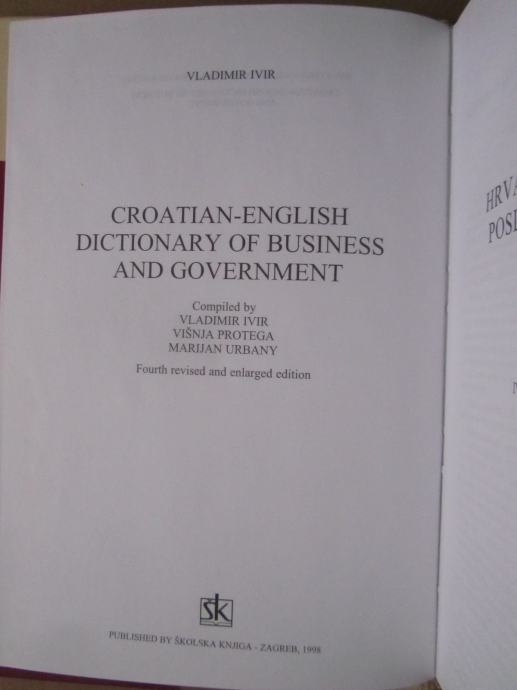 VLADIMIR IVIR
CROATIAN-ENGLISH
DICTIONARY OF BUSINESS
AND GOVERNMENT
Compiled by
VLADIMIR IVIR
VIŠNJA PROTEGA
MARIJAN URBANY
Fourth revised and enlarged edition
šk
PUBLISHED BY ŠKOLSKA KNJIGA - ZAGREB, 1998